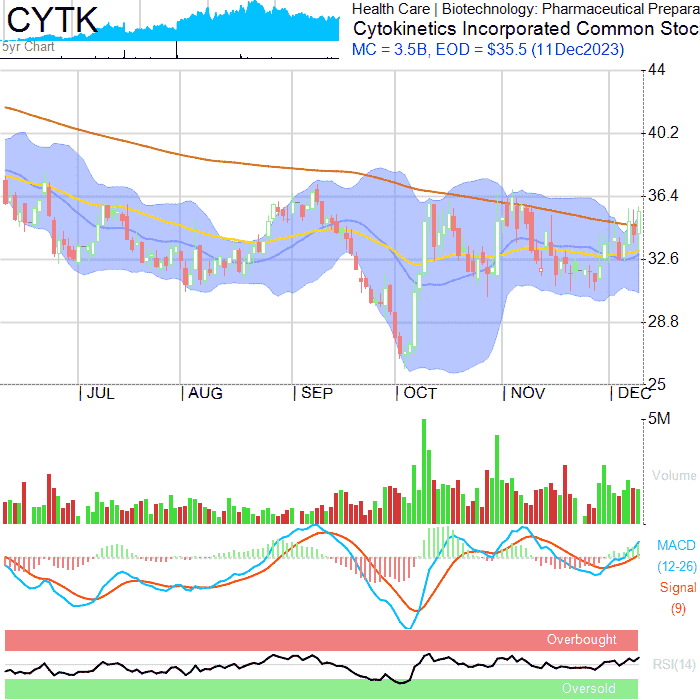 CYTK
5yr Chart
Health Care | Biotechnology: Pharmaceutical Prepara
Cytokinetics Incorporated Common Stoc
MC = 3.5B, EOD = $35.5 (11Dec2023)
44
40.2
36.4
32.6
28.8
25
JUL AUG SEP OCT NOV DEC
5M
Volume
MACD
(12-26)
Signal
(9)
Overbought
RSI(14)
Oversold